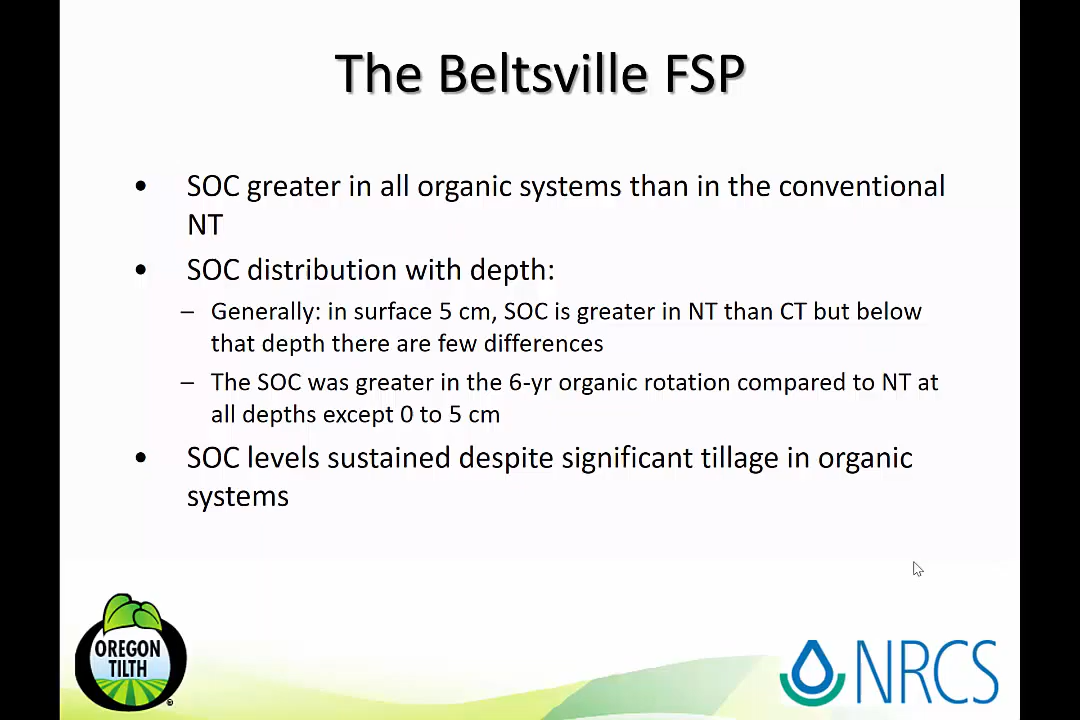 The Beltsville FSP
• SOC greater in all organic systems than in the conventional
NT
• SOC distribution with depth:
– Generally: in surface 5 cm, SOC is greater in NT than CT but below
that depth there are few differences
– The SOC was greater in the 6-yr organic rotation compared to NT at
all depths except 0 to 5 cm
• SOC levels sustained despite significant tillage in organic
systems
OREGON
TILTH
NRCS